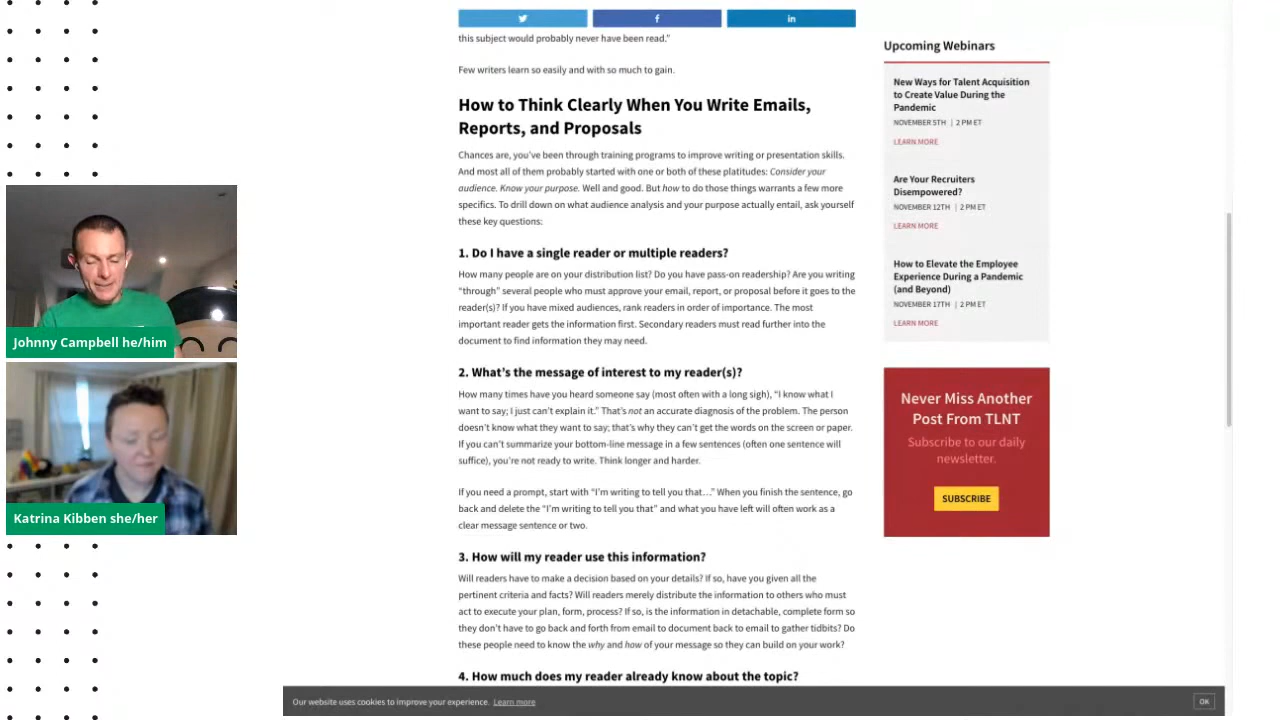 this subject would probably never have been read."
Few writers learn so easily and with so much to gain.
How to Think Clearly When You Write Emails,
Reports, and Proposals
Chances are, you've been through training programs to improve writing or presentation skills.
And most all of them probably started with one or both of these platitudes: Consider your
audience. Know your purpose. Well and good. But how to do those things warrants a few more
specifics. To drill down on what audience analysis and your purpose actually entail, ask yourself
these key questions:
1. Do I have a single reader or multiple readers?
How many people are on your distribution list? Do you have pass-on readership? Are you writing
"through" several people who must approve your email, report, or proposal before it goes to the
reader(s)? If you have mixed audiences, rank readers in order of importance. The most
important reader gets the information first. Secondary readers must read further into the
document to find information they may need.
2. What's the message of interest to my reader(s)?
How many times have you heard someone say (most often with a long sigh), "I know what I
want to say; I just can't explain it." That's not an accurate diagnosis of the problem. The person
doesn't know what they want to say; that's why they can't get the words on the screen or paper.
If you can't summarize your bottom-line message in a few sentences (often one sentence will
suffice), you're not ready to write. Think longer and harder.
If you need a prompt, start with "I'm writing to tell you that…" When you finish the sentence, go
back and delete the "I'm writing to tell you that" and what you have left will often work as a
clear message sentence or two.
3. How will my reader use this information?
Will readers have to make a decision based on your details? If so, have you given all the
pertinent criteria and facts? Will readers merely distribute the information to others who must
act to execute your plan, form, process? If so, is the information in detachable, complete form so
they don't have to go back and forth from email to document back to email to gather tidbits? Do
these people need to know the why and how of your message so they can build on your work?
4. How much does my reader already know about the topic?
Upcoming Webinars
New Ways for Talent Acquisition
to Create Value During the
Pandemic
NOVEMBER 5TH | 2 PM ET
LEARN MORE
Are Your Recruiters
Disempowered?
NOVEMBER 12TH | 2 PM ET
LEARN MORE
How to Elevate the Employee
Experience During a Pandemic
(and Beyond)
NOVEMBER 17TH | 2 PM ET
LEARN MORE
Never Miss Another
Post From TLNT
Subscribe to our daily
newsletter.
SUBSCRIBE
Johnny Campbell he/him
Katrina Kibben she/her
Our website uses cookies to improve your experience. Learn more
OK